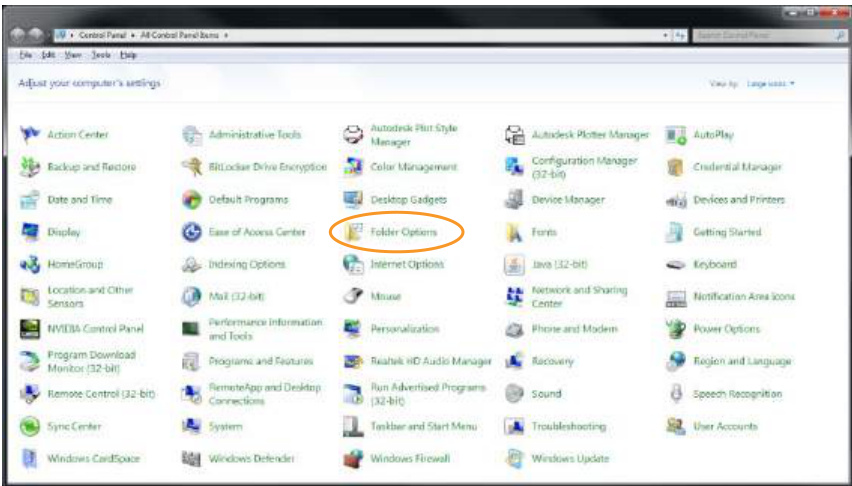 Control Panel All Control Panel Items
Search Control Panel
File Edit View Tools Help
Adjust your computer's settings
View by: Large icons
Action Center
Administrative Tools
Autodesk Plot Style
Manager
Autodesk Plotter Manager
AutoPlay
Backup and Restore
BitLocker Drive Encryption
Color Management
Configuration Manager
(32-bit)
Credential Manager
Date and Time
Default Programs
Desktop Gadgets
Device Manager
Devices and Printers
Display
Ease of Access Center
Folder Options
Fonts
Getting Started
HomeGroup
Indexing Options
Internet Options
Java (32-bit)
Keyboard
Location and Other
Sensors
Mail (32-bit)
Mouse
Network and Sharing
Center
Notification Area Icons
NVIDIA Control Panel
Performance Information
and Tools
Personalization
Phone and Modem
Power Options
Program Download
Monitor (32-bit)
Programs and Features
Realtek HD Audio Manager
Recovery
Region and Language
Remote Control (32-bit)
RemoteApp and Desktop
Connections
Run Advertised Programs
(32-bit)
Sound
Speech Recognition
Sync Center
System
Taskbar and Start Menu
Troubleshooting
User Accounts
Windows CardSpace
Windows Defender
Windows Firewall
Windows Update